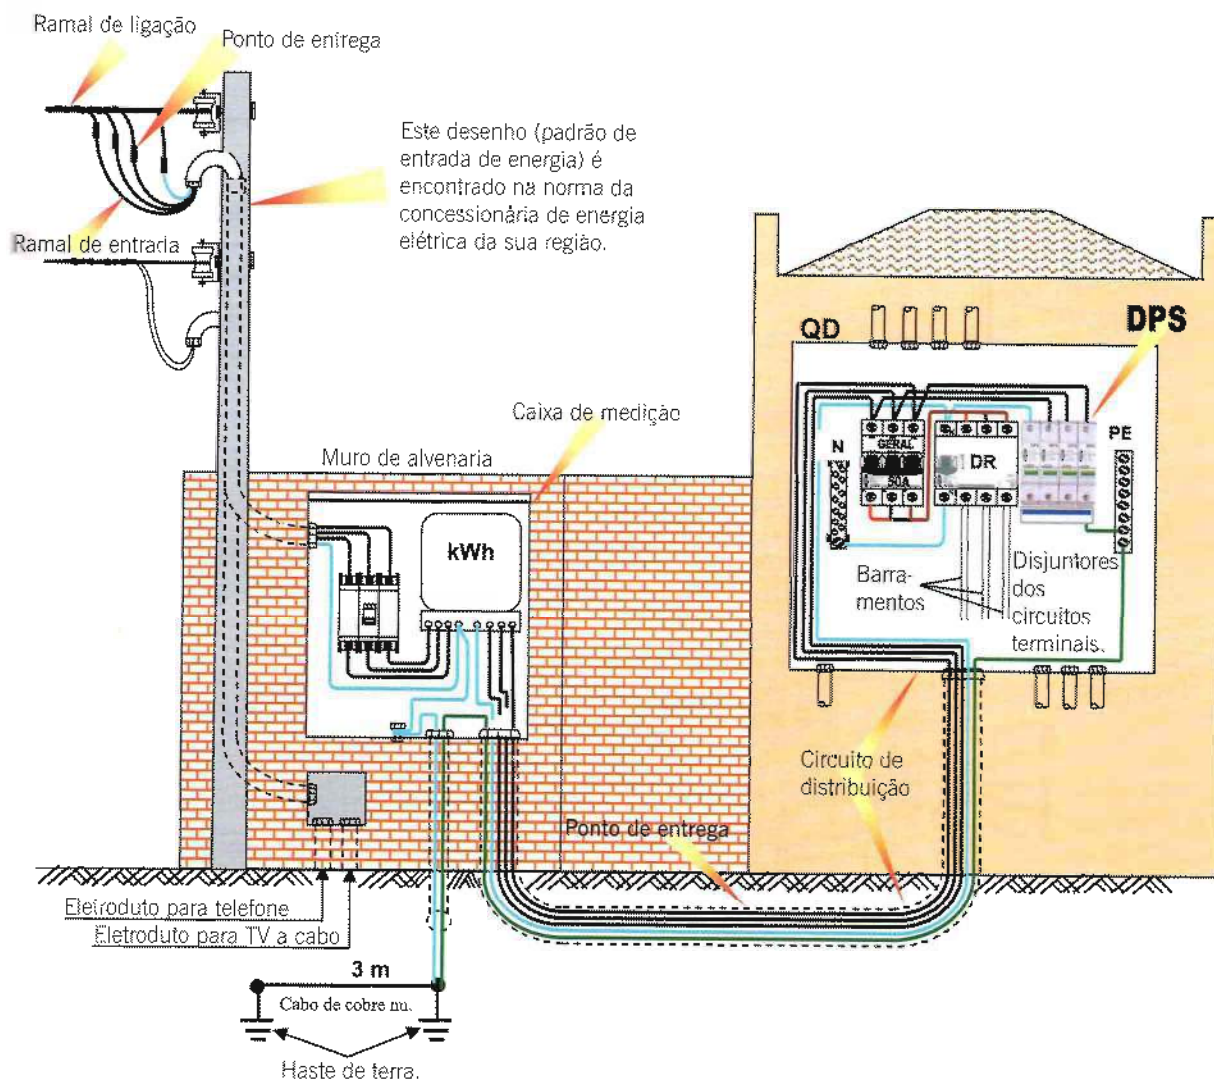 Ramal de ligação
Ponto de entrega
Este desenho (padrão de
entrada de energia) é
encontrado na norma da
concessionária de energia
elétrica da sua região.
Ramal de entraria
QD
DPS
Caixa de medição
Muro de alvenaria
N
GERAL
50A
DR
PE
kWh
Barra-
mentos
Disjuntores
dos
circuitos
terminais.
Circuito de
distribuição
Ponto de entrega
Eletroduto para telefone
Eletroduto para TV a cabo
3 m
Cabo de cobre nu.
Haste de terra.